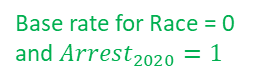 Base rate for Race = 0
and Arrest₂₀₂₀ = 1